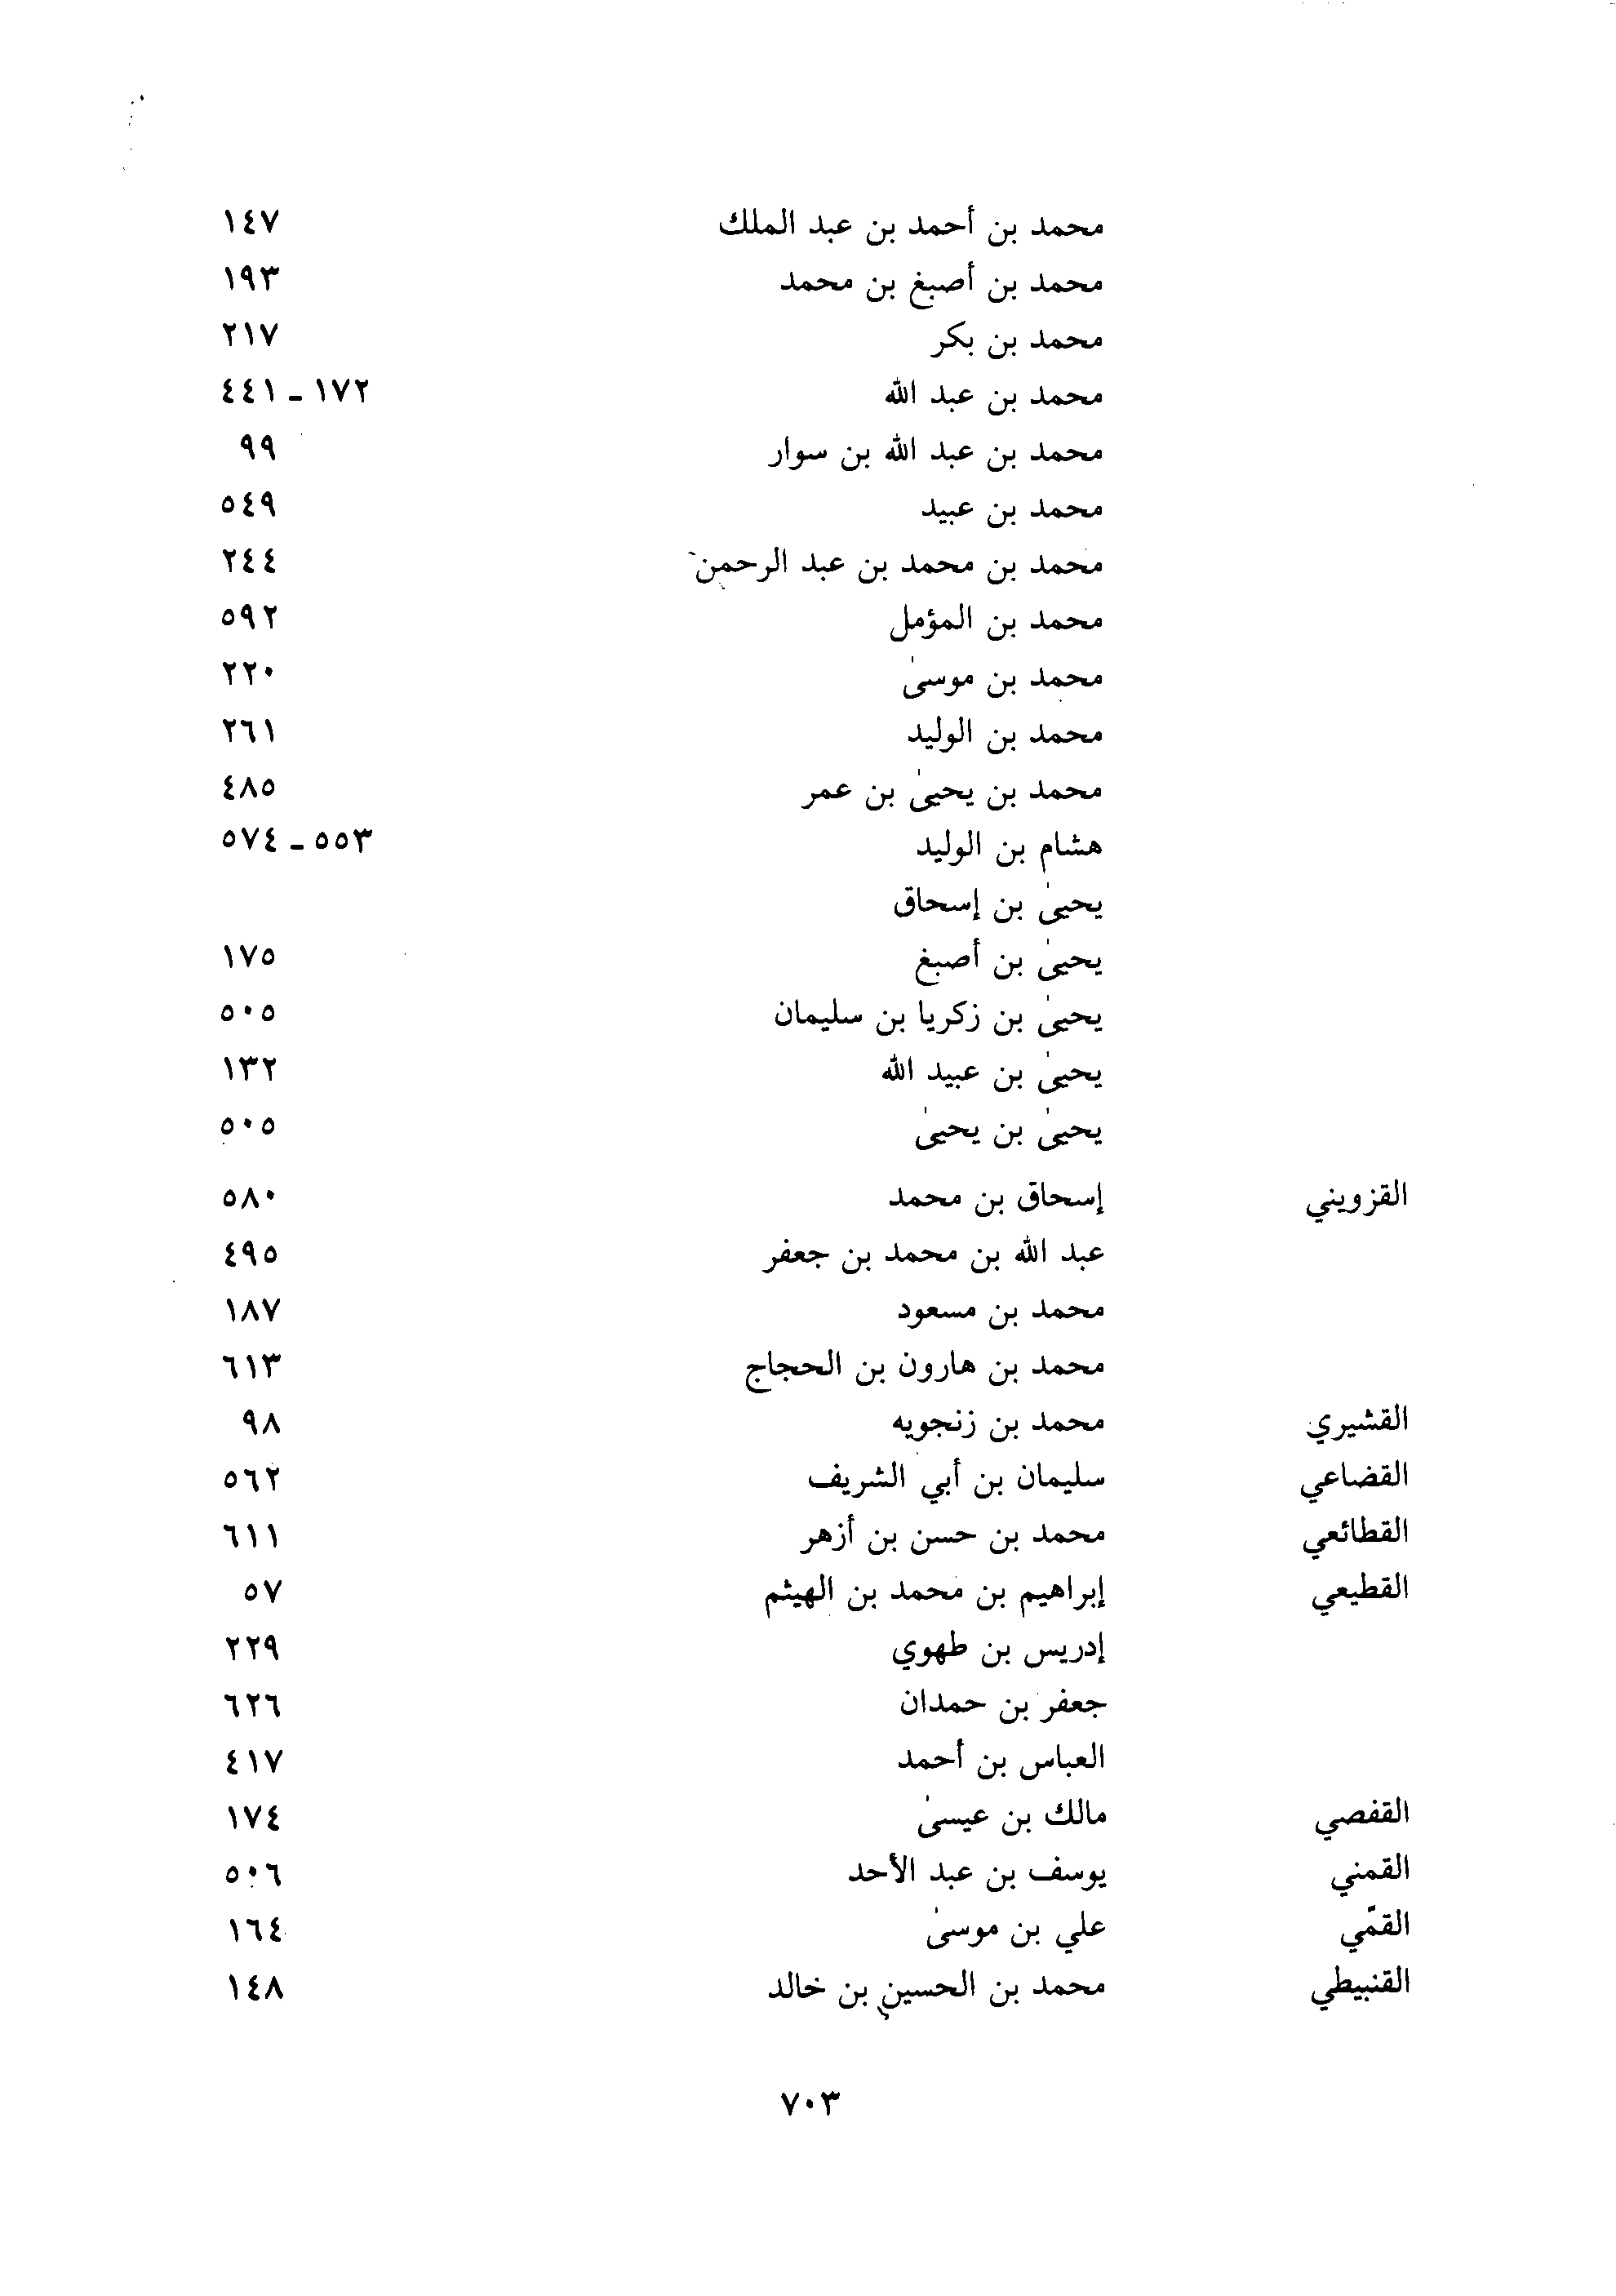 محمد بن أحمد بن عبد الملك ١٤٧
محمد بن أصبغ بن محمد ١٩٣
محمد بن بكر ٢١٧
محمد بن عبد الله ١٧٢ - ٤٤١
محمد بن عبد الله بن سوار ٩٩
محمد بن عبيد ٥٤٩
محمد بن محمد بن عبد الرحمن ٢٤٤
محمد بن المؤمل ٥٩٢
محمد بن موسىٰ ٢٢٠
محمد بن الوليد ٢٦١
محمد بن يحيىٰ بن عمر ٤٨٥
هشام بن الوليد ٥٥٣ - ٥٧٤
يحيىٰ بن إسحاق
يحيىٰ بن أصبغ ١٧٥
يحيىٰ بن زكريا بن سليمان ٥٠٥
يحيىٰ بن عبيد الله ١٣٢
يحيىٰ بن يحيىٰ ٥٠٥
القزويني إسحاق بن محمد ٥٨٠
عبد الله بن محمد بن جعفر ٤٩٥
محمد بن مسعود ١٨٧
محمد بن هارون بن الحجاج ٦١٣
القشيري محمد بن زنجويه ٩٨
القضاعي سليمان بن أبي الشريف ٥٦٢
القطائعي محمد بن حسن بن أزهر ٦١١
القطيعي إبراهيم بن محمد بن الهيثم ٥٧
إدريس بن طهوي ٢٢٩
جعفر بن حمدان ٦٢٦
العباس بن أحمد ٤١٧
القفصي مالك بن عيسىٰ ١٧٤
القمني يوسف بن عبد الأحد ٥٠٦
القمّي علي بن موسىٰ ١٦٤
القنبيطي محمد بن الحسين بن خالد ١٤٨
٧٠٣